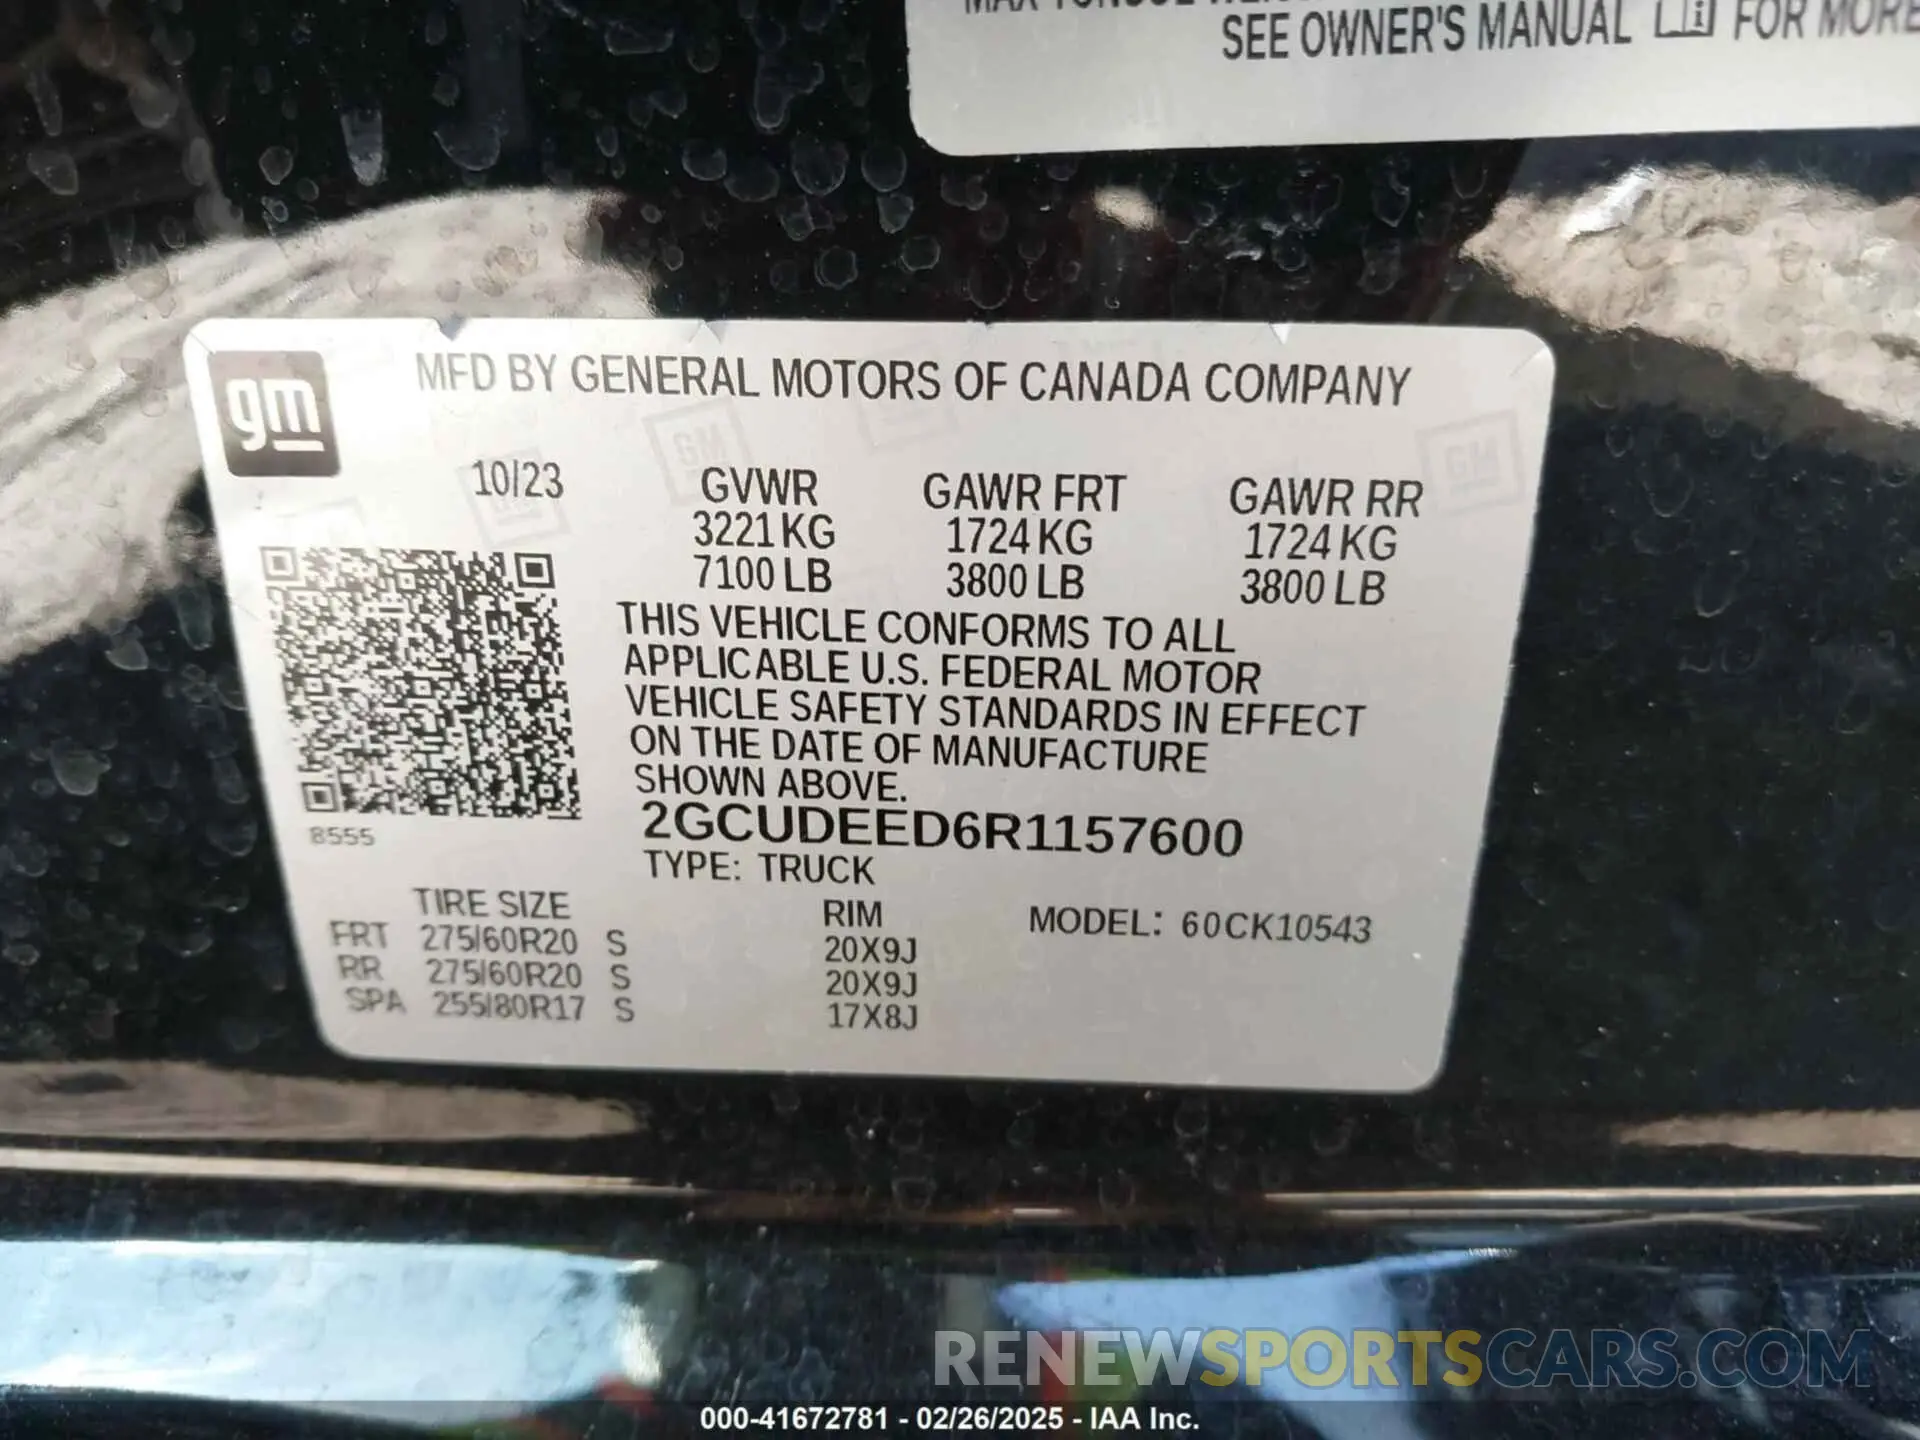 SEE OWNER'S MANUAL FOR MORE
gm
MFD BY GENERAL MOTORS OF CANADA COMPANY
10/23 GVWR GAWR FRT GAWR RR
3221 KG 1724 KG 1724 KG
7100 LB 3800 LB 3800 LB
THIS VEHICLE CONFORMS TO ALL
APPLICABLE U.S. FEDERAL MOTOR
VEHICLE SAFETY STANDARDS IN EFFECT
ON THE DATE OF MANUFACTURE
SHOWN ABOVE.
2GCUDEED6R1157600
8555
TYPE: TRUCK
TIRE SIZE RIM MODEL: 60CK10543
FRT 275/60R20 S 20X9J
RR 275/60R20 S 20X9J
SPA 255/80R17 S 17X8J
RENEWSPORTSCARS.COM
000-41672781 - 02/26/2025 - IAA Inc.